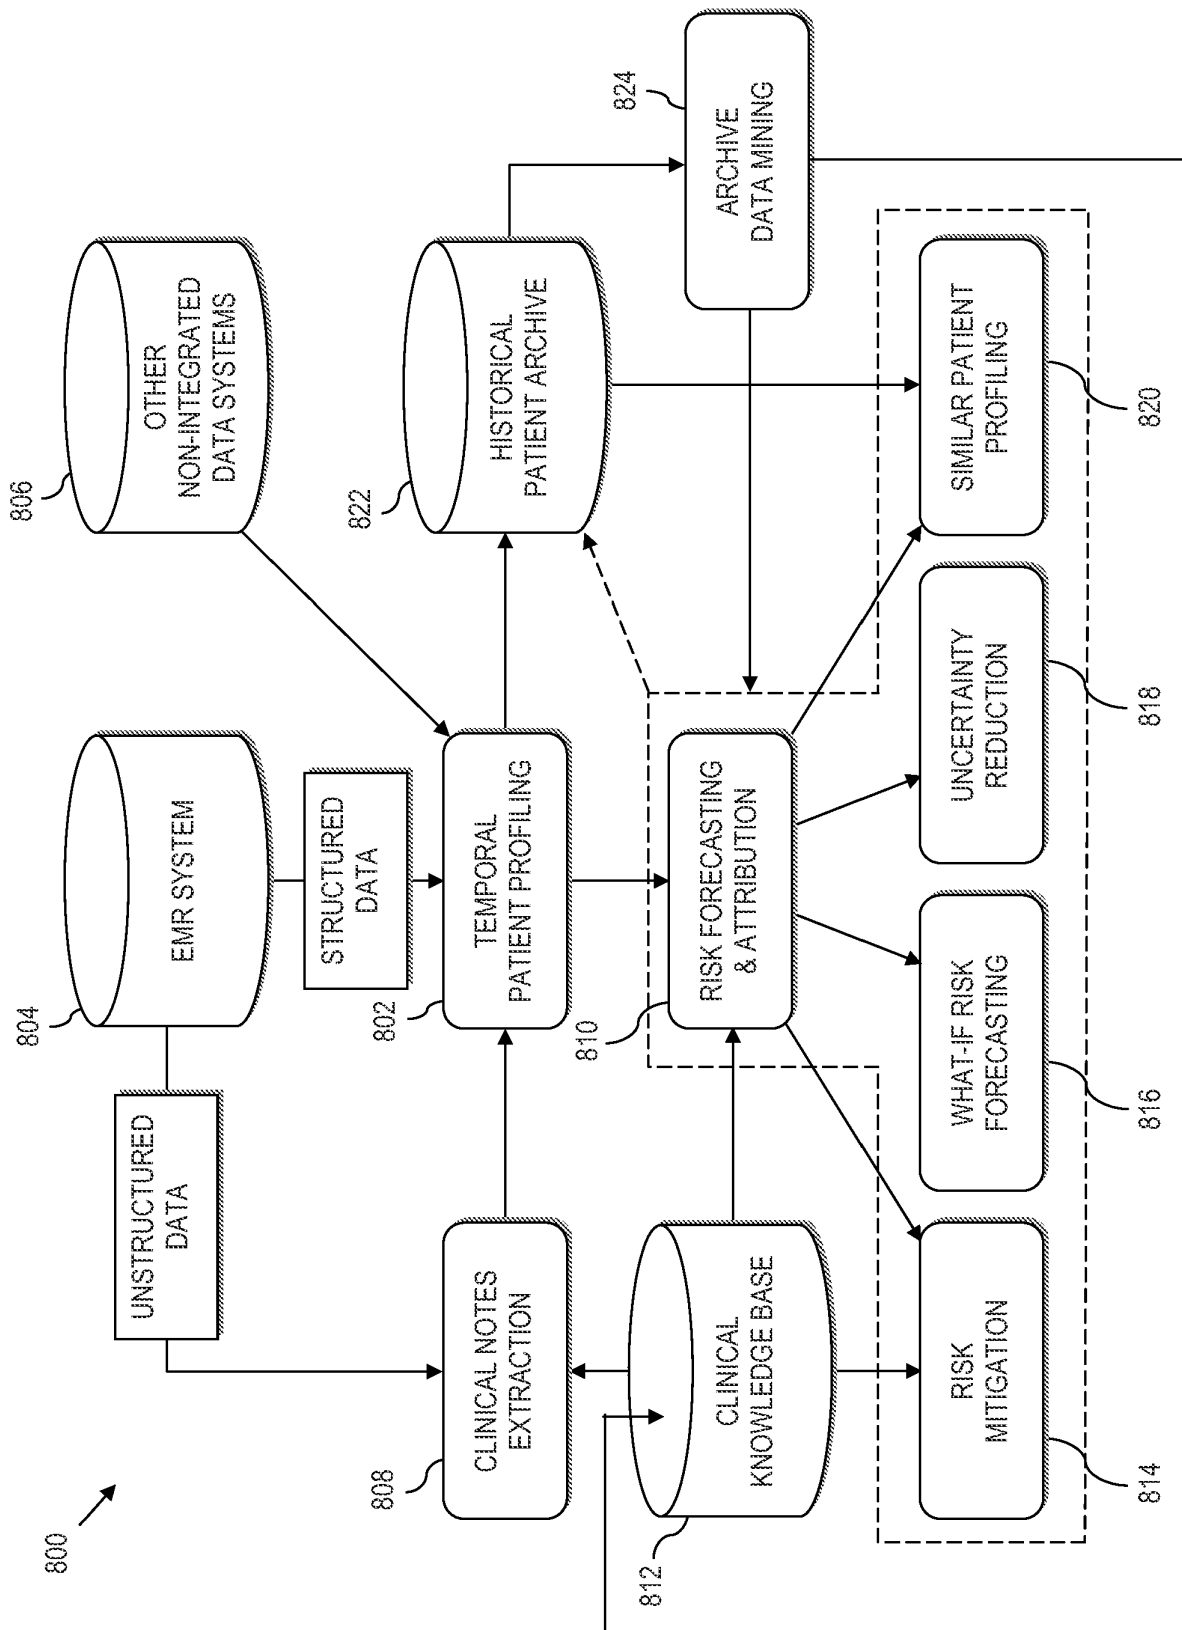 800
804
EMR SYSTEM
806
OTHER
NON-INTEGRATED
DATA SYSTEMS
UNSTRUCTURED
DATA
STRUCTURED
DATA
808
CLINICAL NOTES
EXTRACTION
802
TEMPORAL
PATIENT PROFILING
822
HISTORICAL
PATIENT ARCHIVE
812
CLINICAL
KNOWLEDGE BASE
810
RISK FORECASTING
& ATTRIBUTION
824
ARCHIVE
DATA MINING
RISK
MITIGATION
814
WHAT-IF RISK
FORECASTING
816
UNCERTAINTY
REDUCTION
818
SIMILAR PATIENT
PROFILING
820